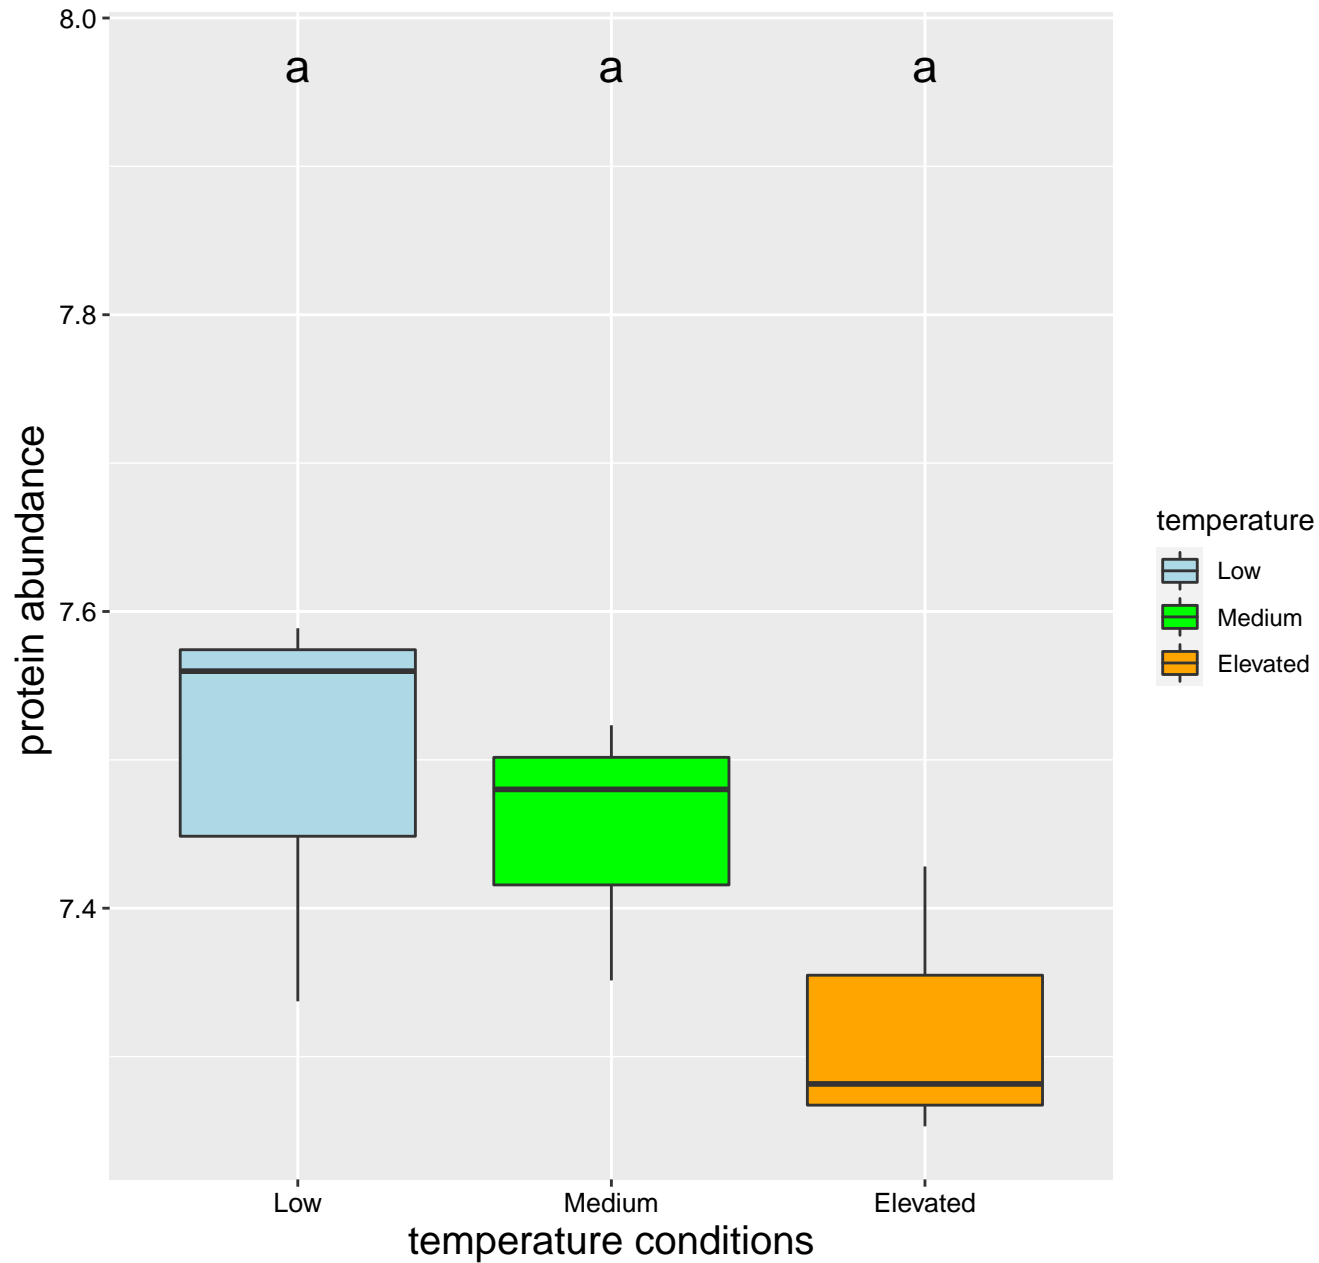 8.0
a a a
7.8
7.6
7.4
protein abundance
Low Medium Elevated
temperature conditions
temperature
Low
Medium
Elevated